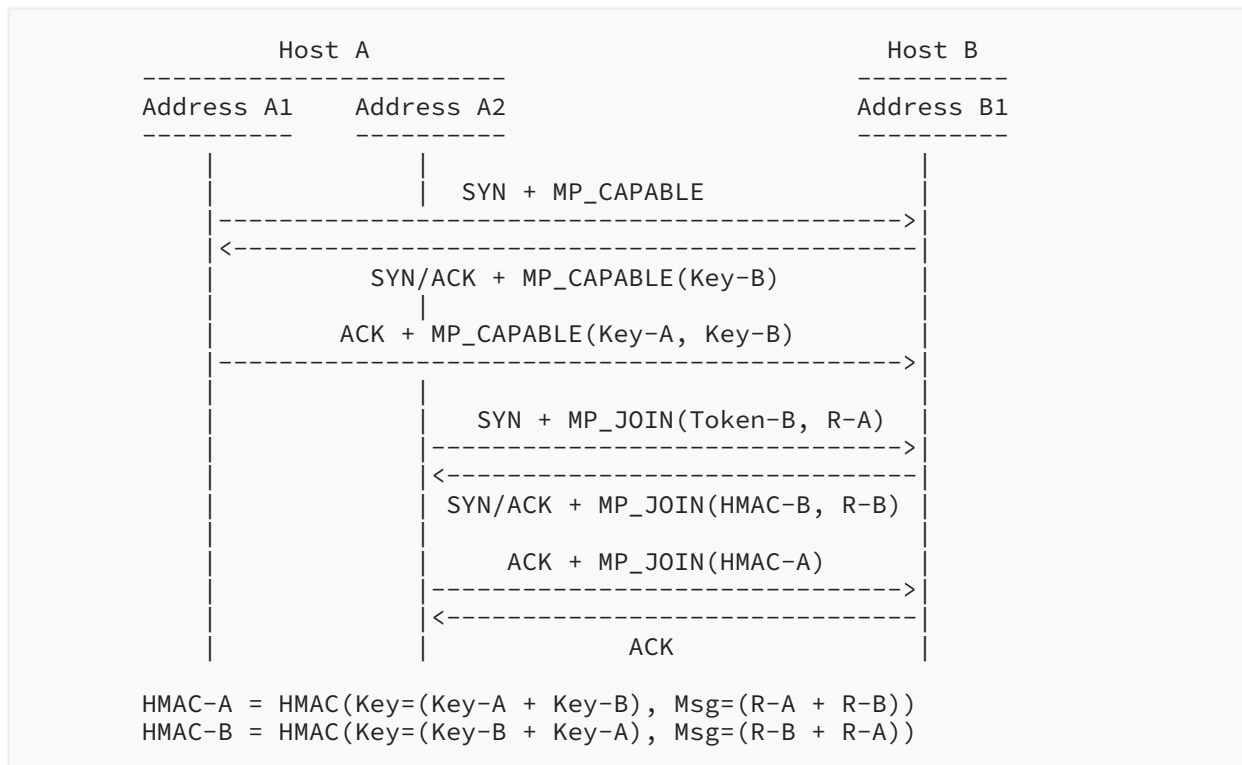 Host A                                  Host B
------------------------                       ----------
Address A1    Address A2                       Address B1
----------    ----------                       ----------
SYN + MP_CAPABLE
--------------------------------------------->
<---------------------------------------------
SYN/ACK + MP_CAPABLE(Key-B)
ACK + MP_CAPABLE(Key-A, Key-B)
--------------------------------------------->
SYN + MP_JOIN(Token-B, R-A)
------------------------------->
<-------------------------------
SYN/ACK + MP_JOIN(HMAC-B, R-B)
ACK + MP_JOIN(HMAC-A)
------------------------------->
<-------------------------------
ACK
HMAC-A = HMAC(Key=(Key-A + Key-B), Msg=(R-A + R-B))
HMAC-B = HMAC(Key=(Key-B + Key-A), Msg=(R-B + R-A))